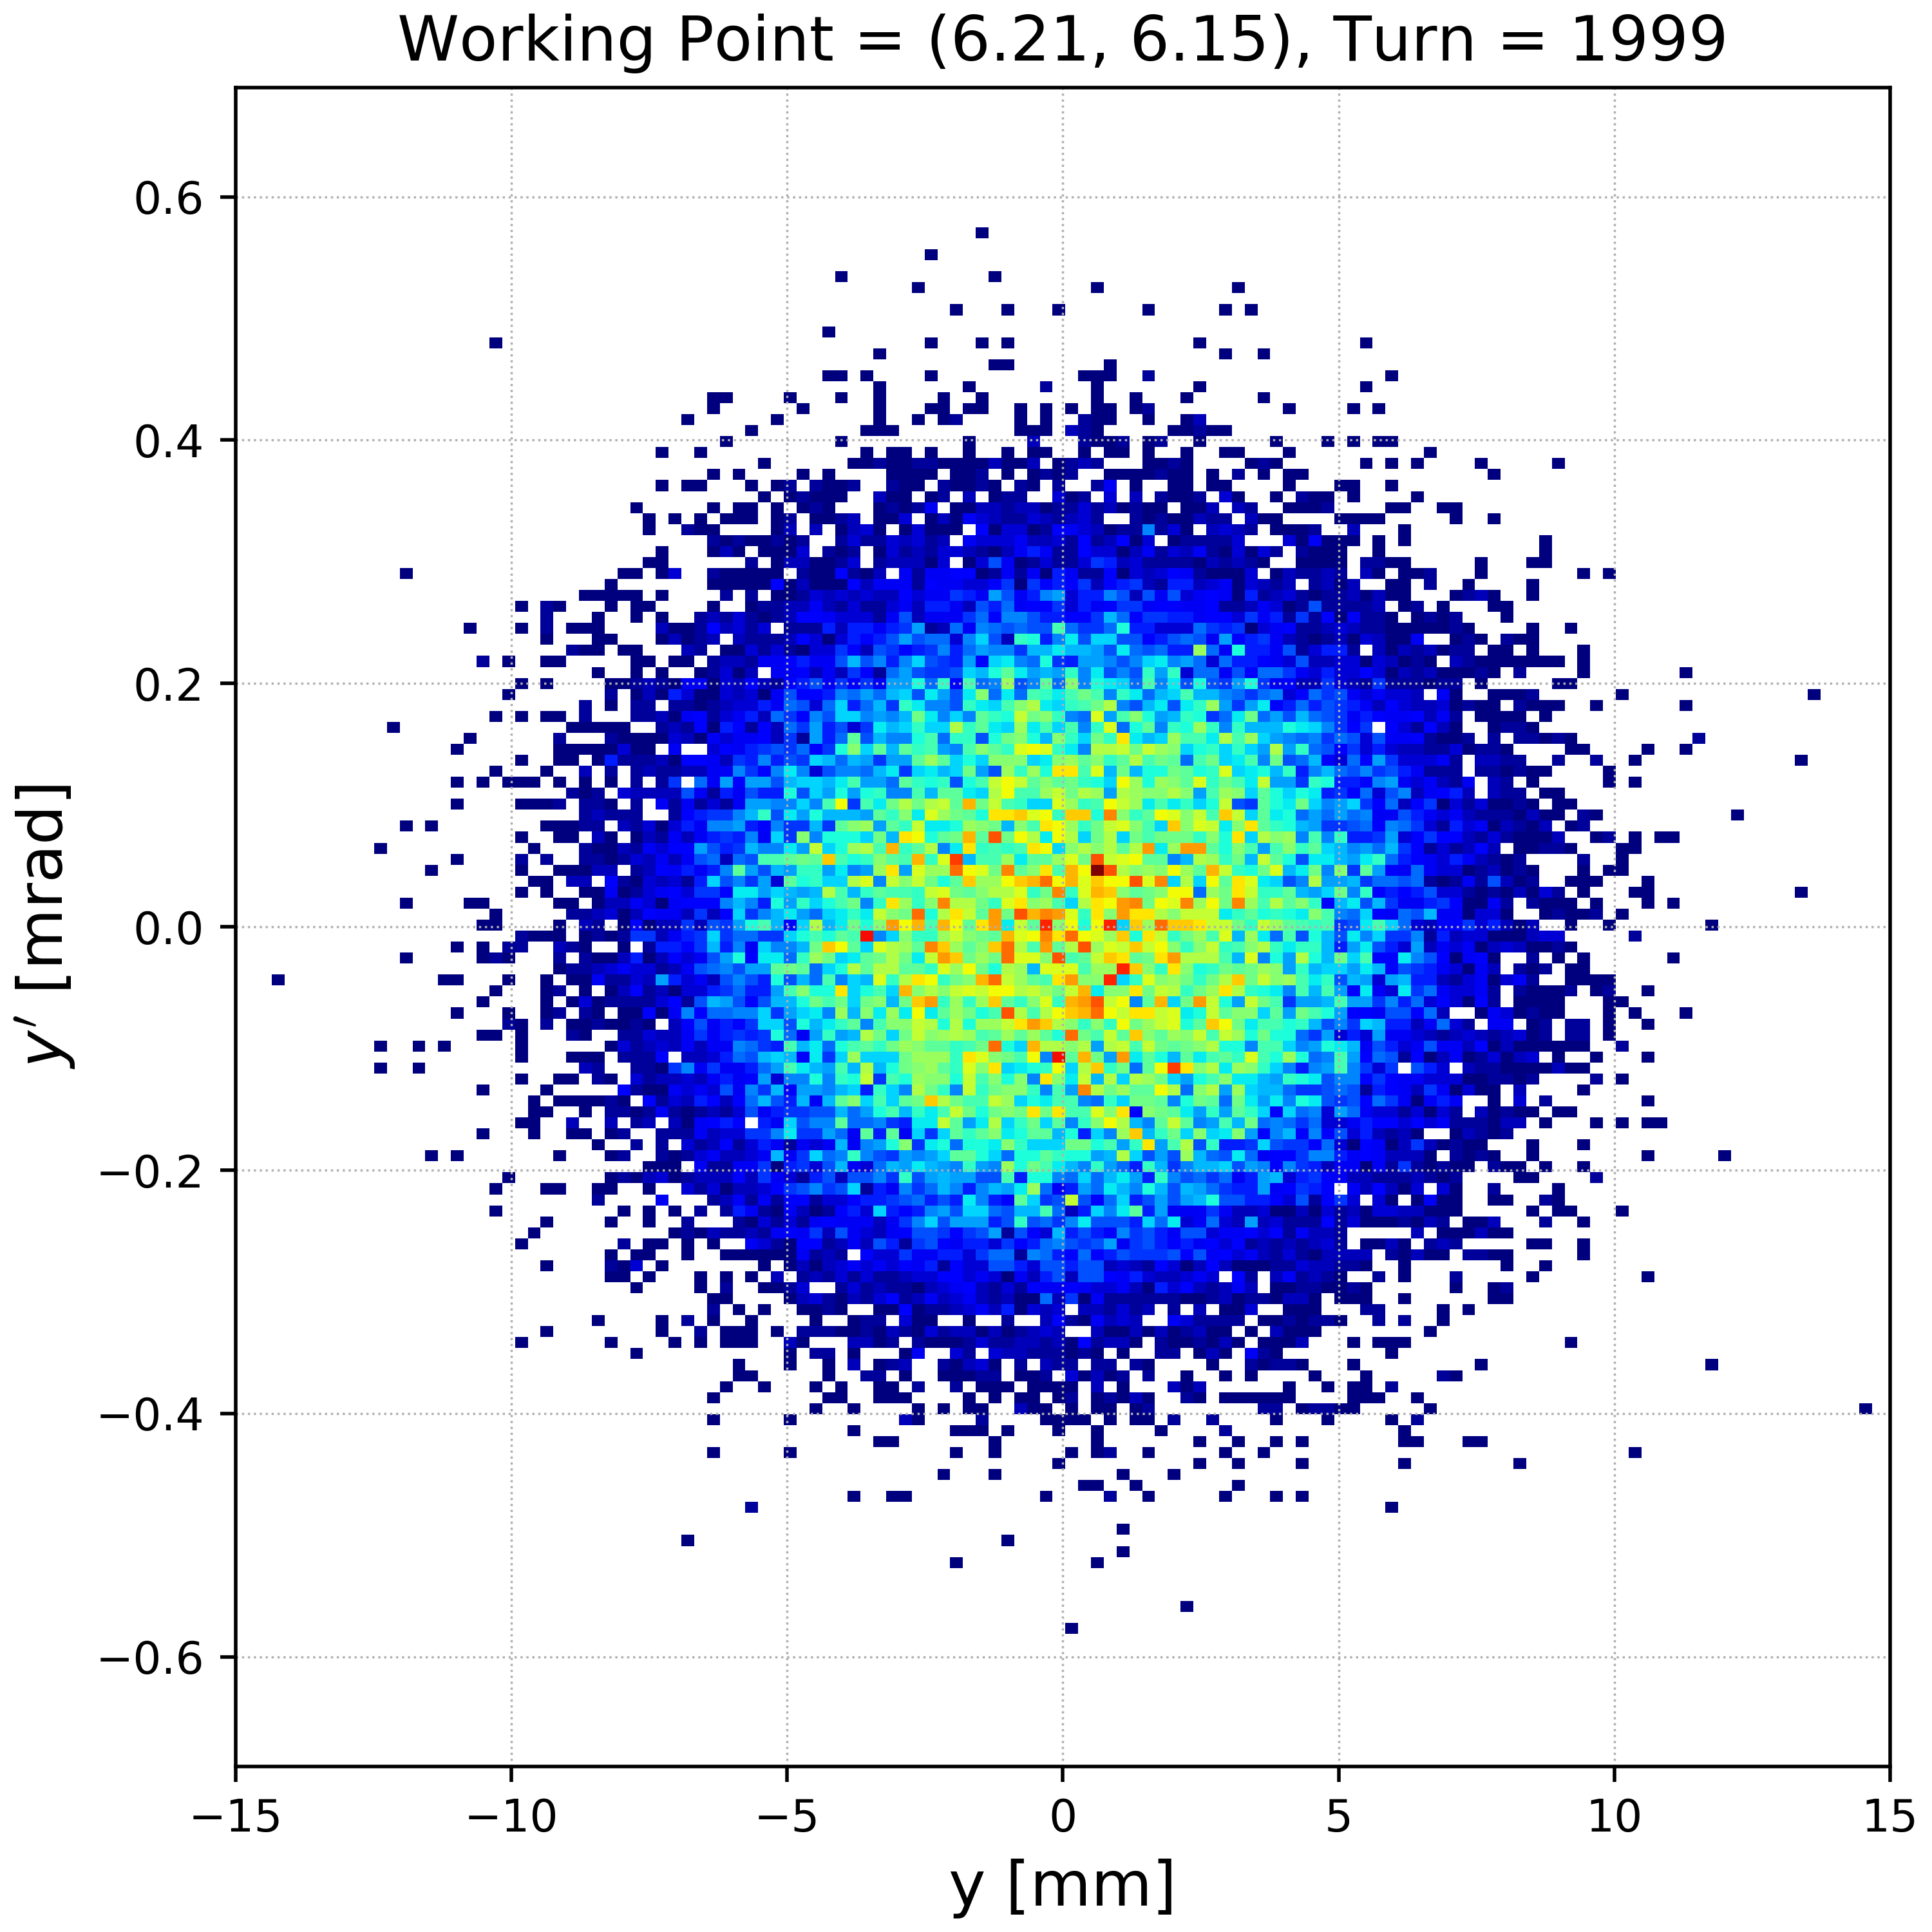 Working Point = (6.21, 6.15), Turn = 1999
0.6
0.4
0.2
0.0
−0.2
−0.4
−0.6
y′ [mrad]
−15 −10 −5 0 5 10 15
y [mm]